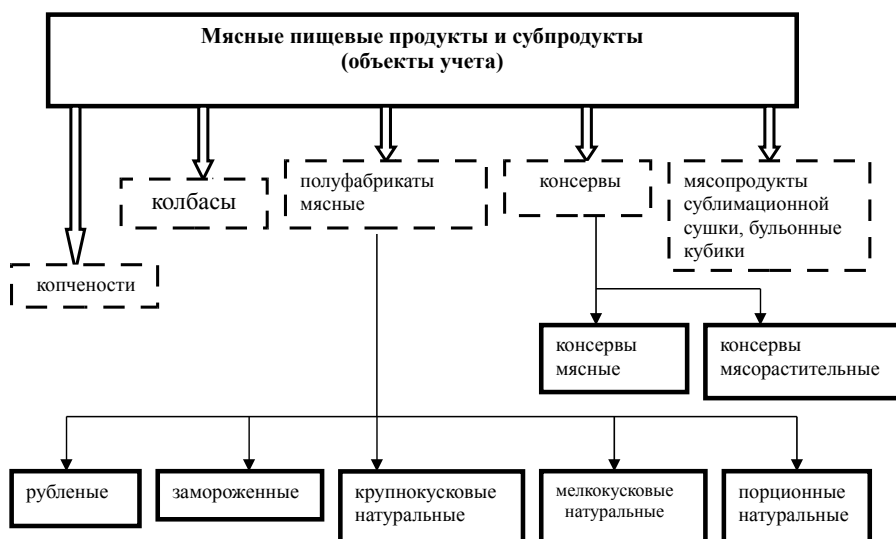 Мясные пищевые продукты и субпродукты
(объекты учета)
копчености
колбасы
полуфабрикаты
мясные
консервы
мясопродукты
сублимационной
сушки, бульонные
кубики
консервы
мясные
консервы
мясорастительные
рубленые
замороженные
крупнокусковые
натуральные
мелкокусковые
натуральные
порционные
натуральные